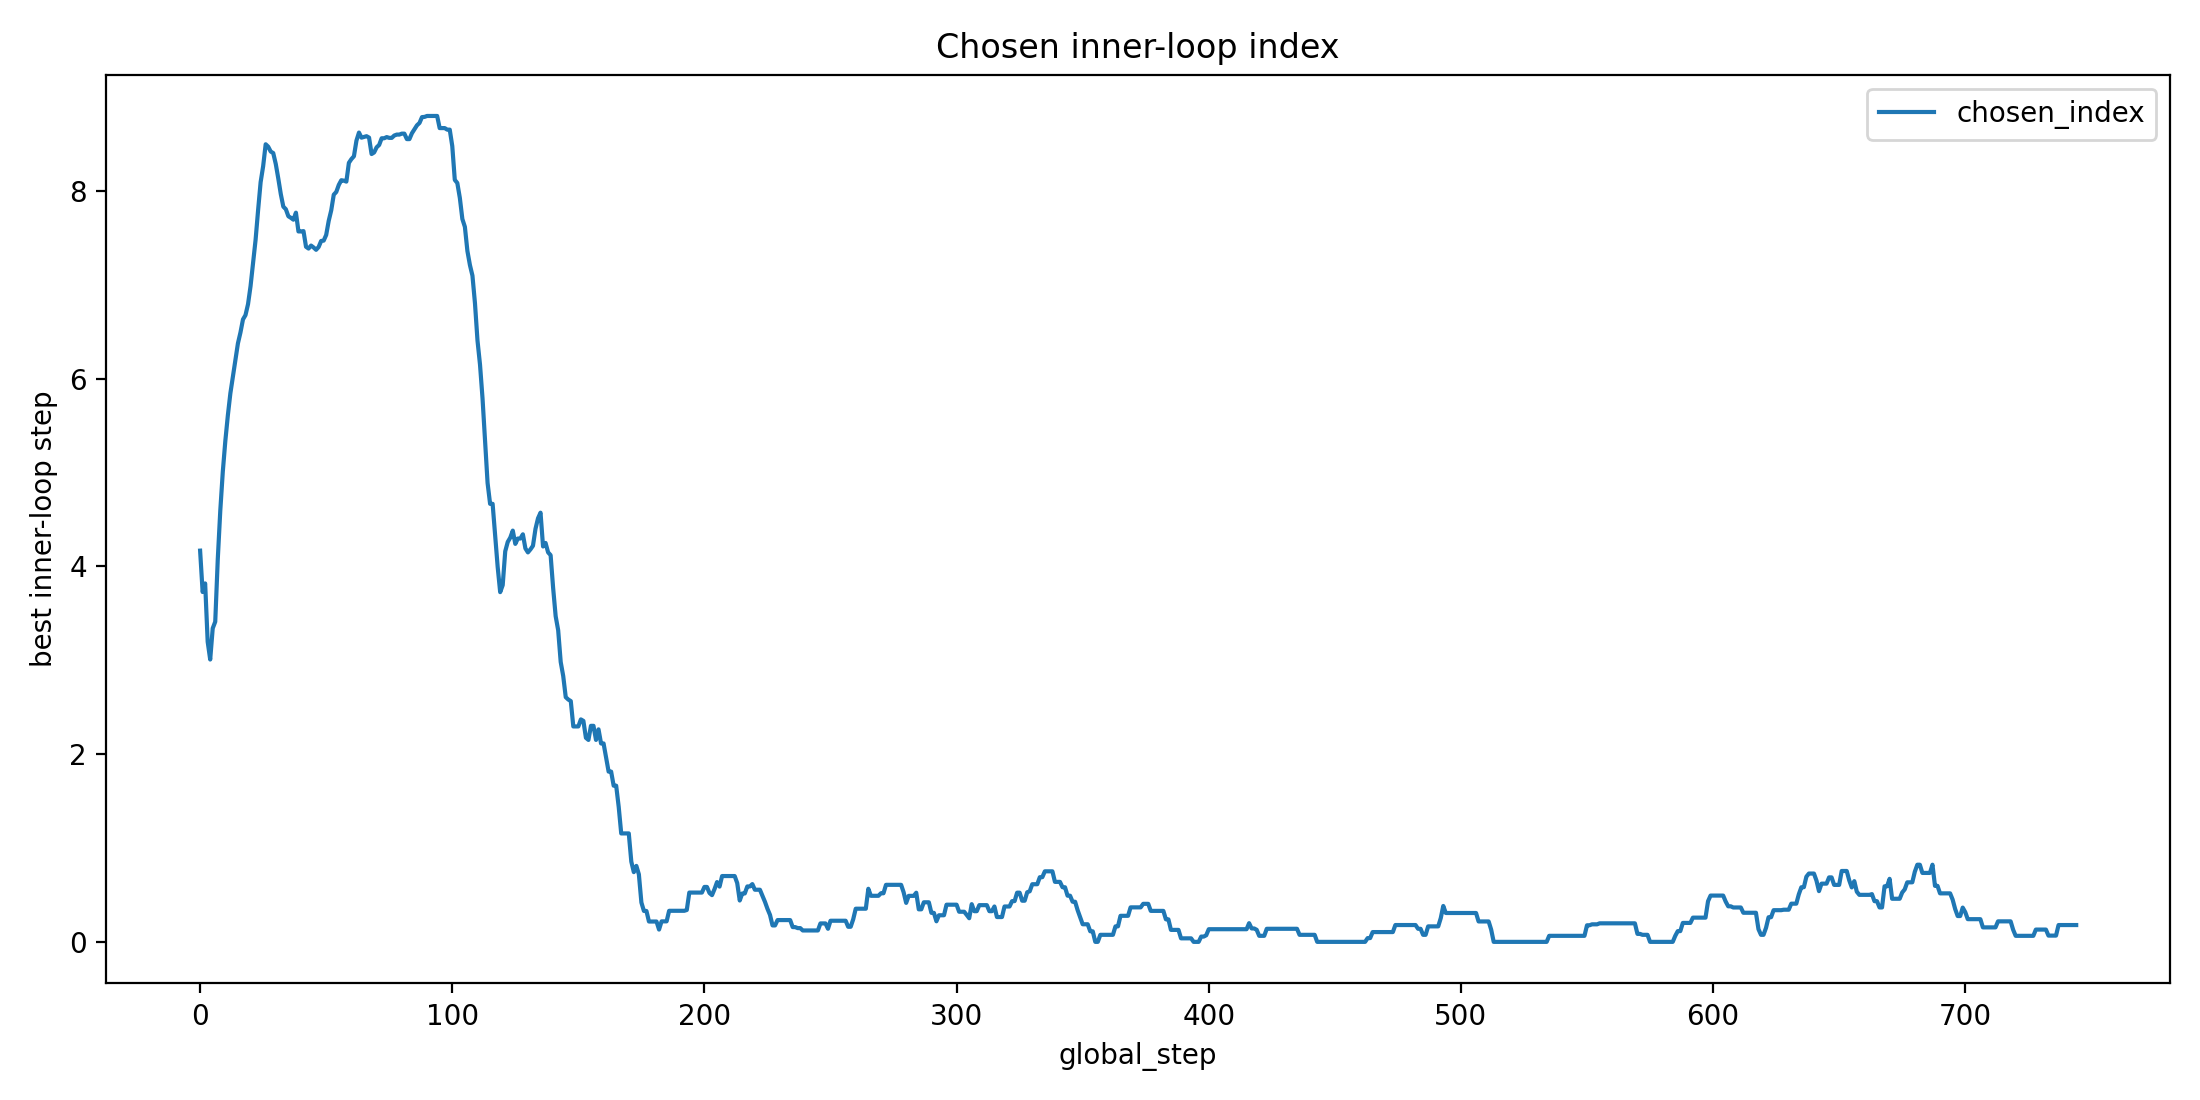 Chosen inner-loop index
chosen_index
best inner-loop step
8
6
4
2
0
0 100 200 300 400 500 600 700
global_step